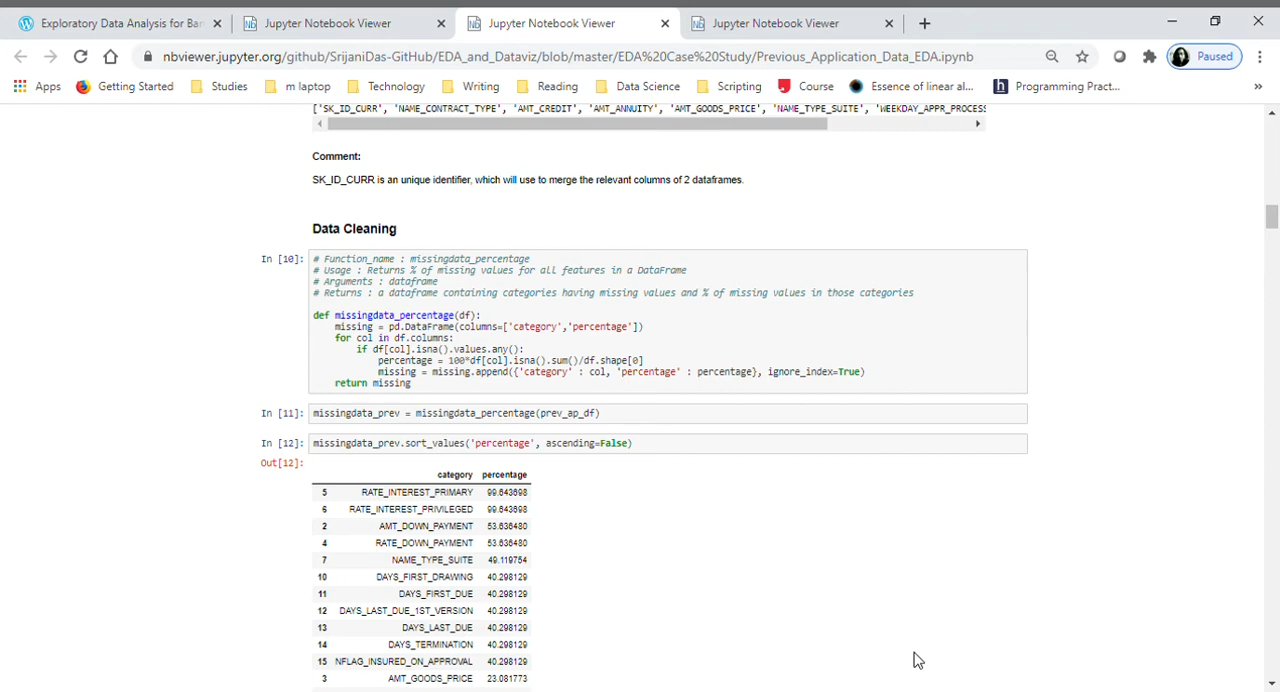 Exploratory Data Analysis for Ban
Jupyter Notebook Viewer
Jupyter Notebook Viewer
Jupyter Notebook Viewer
nbviewer.jupyter.org/github/SrijaniDas-GitHub/EDA_and_Dataviz/blob/master/EDA%20Case%20Study/Previous_Application_Data_EDA.ipynb
Paused
Apps
Getting Started
Studies
m laptop
Technology
Writing
Reading
Data Science
Scripting
Course
Essence of linear al...
Programming Pract...
['SK_ID_CURR', 'NAME_CONTRACT_TYPE', 'AMT_CREDIT', 'AMT_ANNUITY', 'AMT_GOODS_PRICE', 'NAME_TYPE_SUITE', 'WEEKDAY_APPR_PROCESS
Comment:
SK_ID_CURR is an unique identifier, which will use to merge the relevant columns of 2 dataframes.
Data Cleaning
In [10]:
# Function_name : missingdata_percentage
# Usage : Returns % of missing values for all features in a DataFrame
# Arguments : dataframe
# Returns : a dataframe containing categories having missing values and % of missing values in those categories
def missingdata_percentage(df):
missing = pd.DataFrame(columns=['category','percentage'])
for col in df.columns:
if df[col].isna().values.any():
percentage = 100*df[col].isna().sum()/df.shape[0]
missing = missing.append({'category' : col, 'percentage' : percentage}, ignore_index=True)
return missing
In [11]: missingdata_prev = missingdata_percentage(prev_ap_df)
In [12]: missingdata_prev.sort_values('percentage', ascending=False)
Out[12]:
category percentage
5 RATE_INTEREST_PRIMARY 99.643698
6 RATE_INTEREST_PRIVILEGED 99.643698
2 AMT_DOWN_PAYMENT 53.636480
4 RATE_DOWN_PAYMENT 53.636480
7 NAME_TYPE_SUITE 49.119754
10 DAYS_FIRST_DRAWING 40.298129
11 DAYS_FIRST_DUE 40.298129
12 DAYS_LAST_DUE_1ST_VERSION 40.298129
13 DAYS_LAST_DUE 40.298129
14 DAYS_TERMINATION 40.298129
15 NFLAG_INSURED_ON_APPROVAL 40.298129
3 AMT_GOODS_PRICE 23.081773